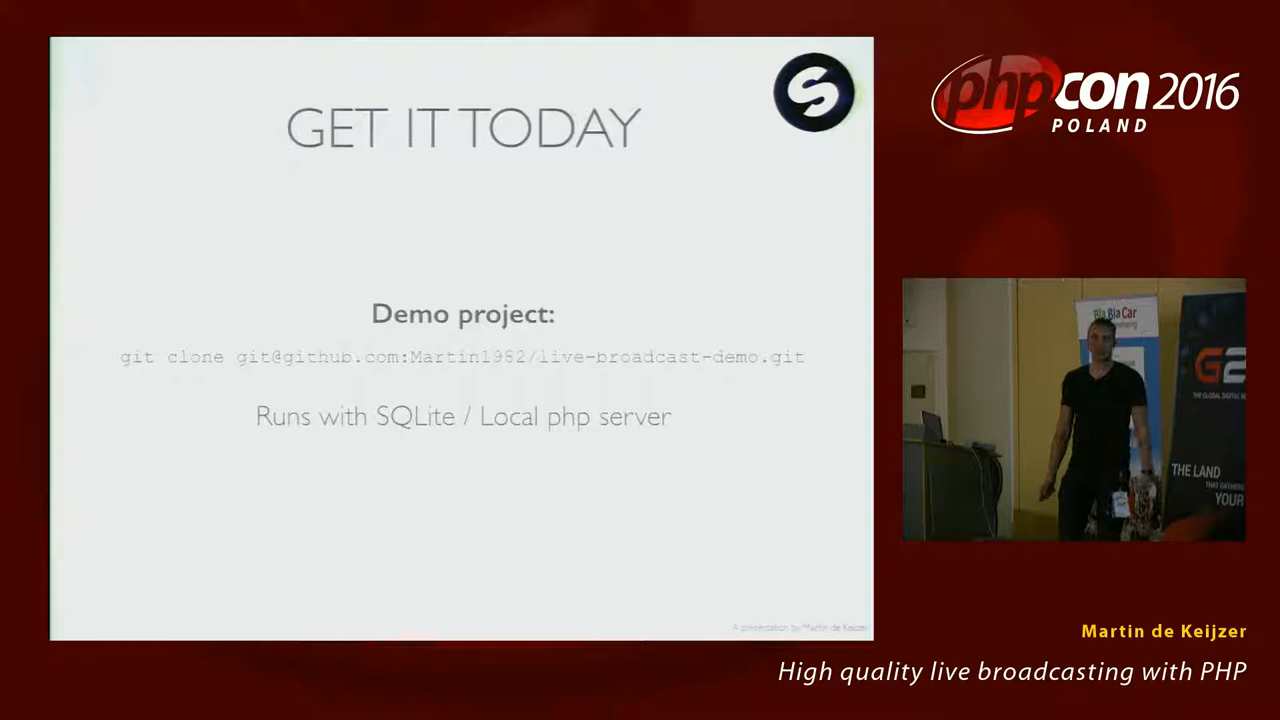 GET IT TODAY
Demo project:
git clone git@github.com:Martin1982/live-broadcast-demo.git
Runs with SQLite / Local php server
A presentation by Martin de Keijzer
phpcon 2016
POLAND
Bla Bla Car
G2
THE LAND
YOUR
Martin de Keijzer
High quality live broadcasting with PHP